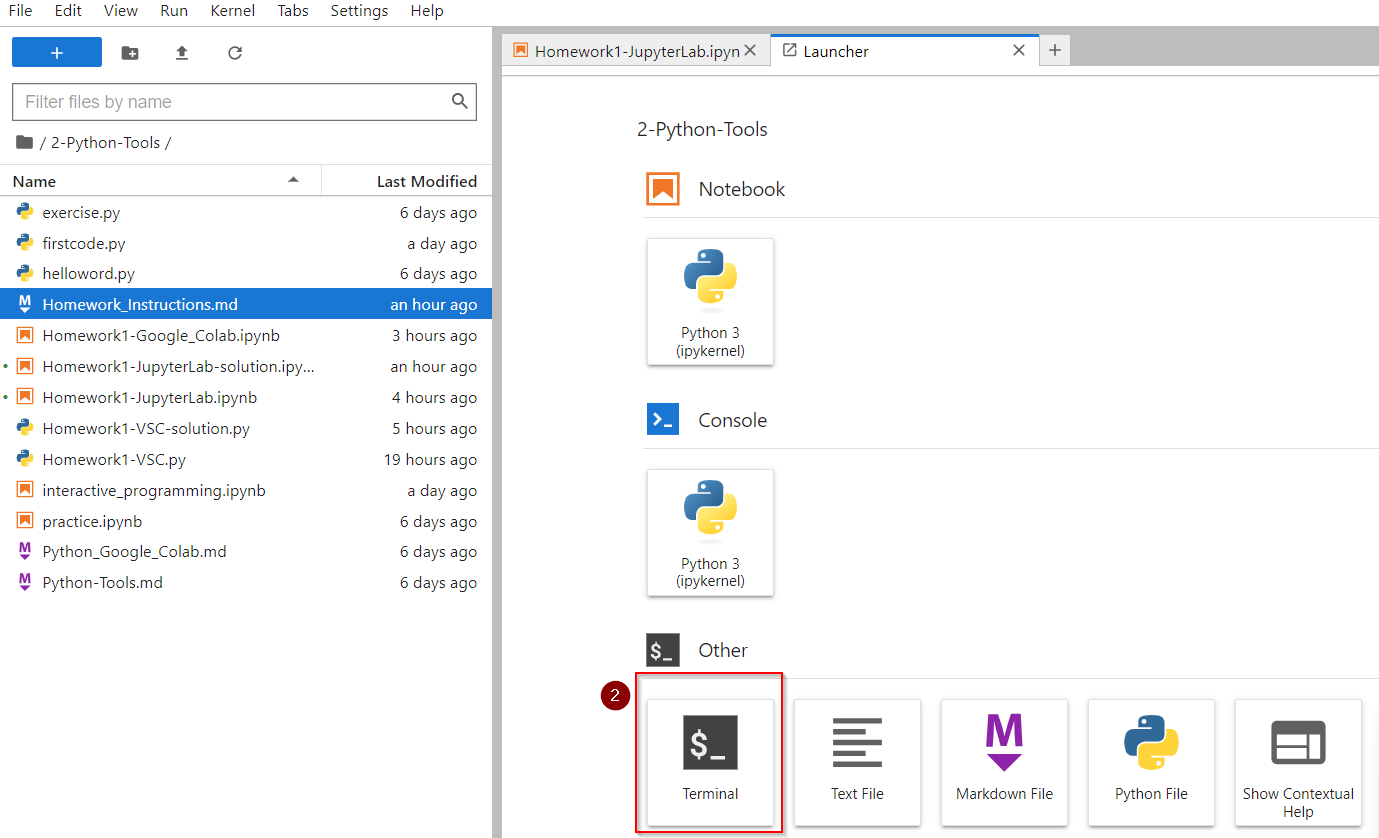 File Edit View Run Kernel Tabs Settings Help
+
Homework1-JupyterLab.ipyn
Launcher
+
Filter files by name
/ 2-Python-Tools /
Name Last Modified
exercise.py 6 days ago
firstcode.py a day ago
helloword.py 6 days ago
M Homework_Instructions.md an hour ago
Homework1-Google_Colab.ipynb 3 hours ago
Homework1-JupyterLab-solution.ipy... an hour ago
Homework1-JupyterLab.ipynb 4 hours ago
Homework1-VSC-solution.py 5 hours ago
Homework1-VSC.py 19 hours ago
interactive_programming.ipynb a day ago
practice.ipynb 6 days ago
M Python_Google_Colab.md 6 days ago
M Python-Tools.md 6 days ago
2-Python-Tools
Notebook
Python 3
(ipykernel)
Console
Python 3
(ipykernel)
$_ Other
2
$_
Terminal
Text File
M
Markdown File
Python File
Show Contextual
Help